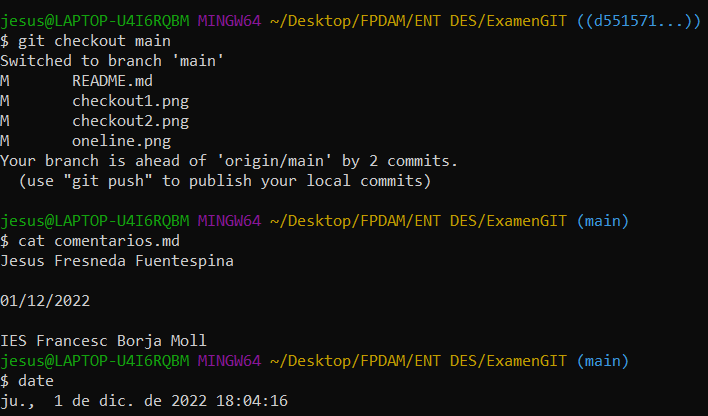 jesus@LAPTOP-U4I6RQBM MINGW64 ~/Desktop/FPDAM/ENT DES/ExamenGIT ((d551571...))
$ git checkout main
Switched to branch 'main'
M       README.md
M       checkout1.png
M       checkout2.png
M       oneline.png
Your branch is ahead of 'origin/main' by 2 commits.
  (use "git push" to publish your local commits)
jesus@LAPTOP-U4I6RQBM MINGW64 ~/Desktop/FPDAM/ENT DES/ExamenGIT (main)
$ cat comentarios.md
Jesus Fresneda Fuentespina
01/12/2022
IES Francesc Borja Moll
jesus@LAPTOP-U4I6RQBM MINGW64 ~/Desktop/FPDAM/ENT DES/ExamenGIT (main)
$ date
ju.,  1 de dic. de 2022 18:04:16